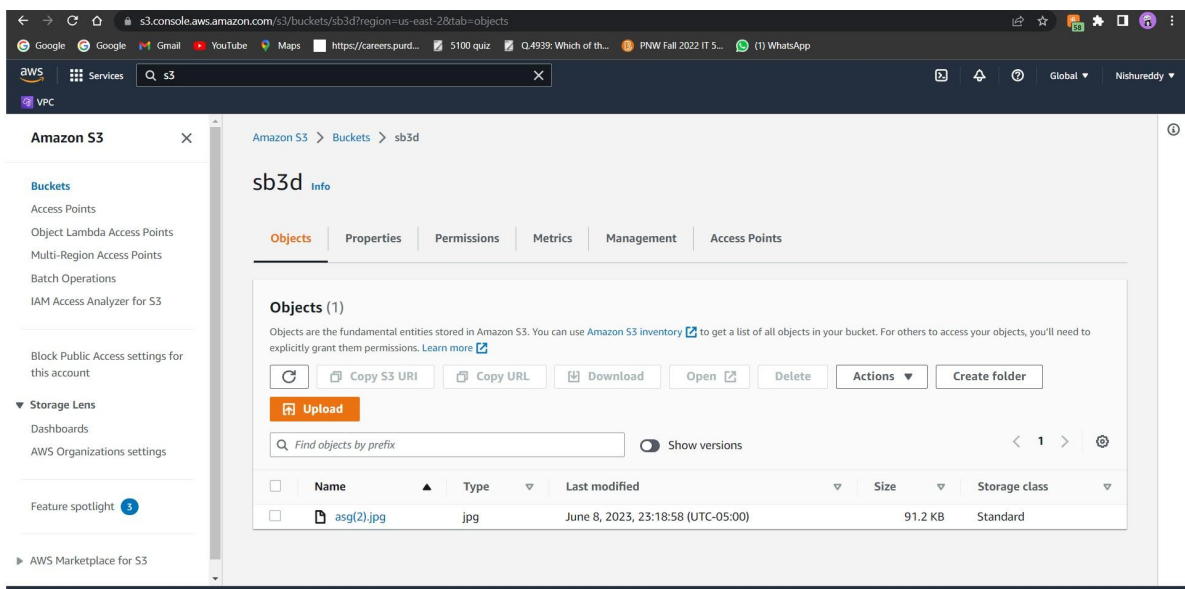 s3.console.aws.amazon.com/s3/buckets/sb3d?region=us-east-2&tab=objects
58
Google Google Gmail YouTube Maps https://careers.purd... 5100 quiz Q.4939: Which of th... PNW Fall 2022 IT 5... (1) WhatsApp
aws Services s3 Global Nishureddy
VPC
Amazon S3
Buckets
Access Points
Object Lambda Access Points
Multi-Region Access Points
Batch Operations
IAM Access Analyzer for S3
Block Public Access settings for
this account
Storage Lens
Dashboards
AWS Organizations settings
Feature spotlight 3
AWS Marketplace for S3
Amazon S3 > Buckets > sb3d
sb3d Info
Objects Properties Permissions Metrics Management Access Points
Objects (1)
Objects are the fundamental entities stored in Amazon S3. You can use Amazon S3 inventory to get a list of all objects in your bucket. For others to access your objects, you'll need to
explicitly grant them permissions. Learn more
Copy S3 URI Copy URL Download Open Delete Actions Create folder
Upload
Find objects by prefix Show versions 1
Name Type Last modified Size Storage class
asg(2).jpg jpg June 8, 2023, 23:18:58 (UTC-05:00) 91.2 KB Standard